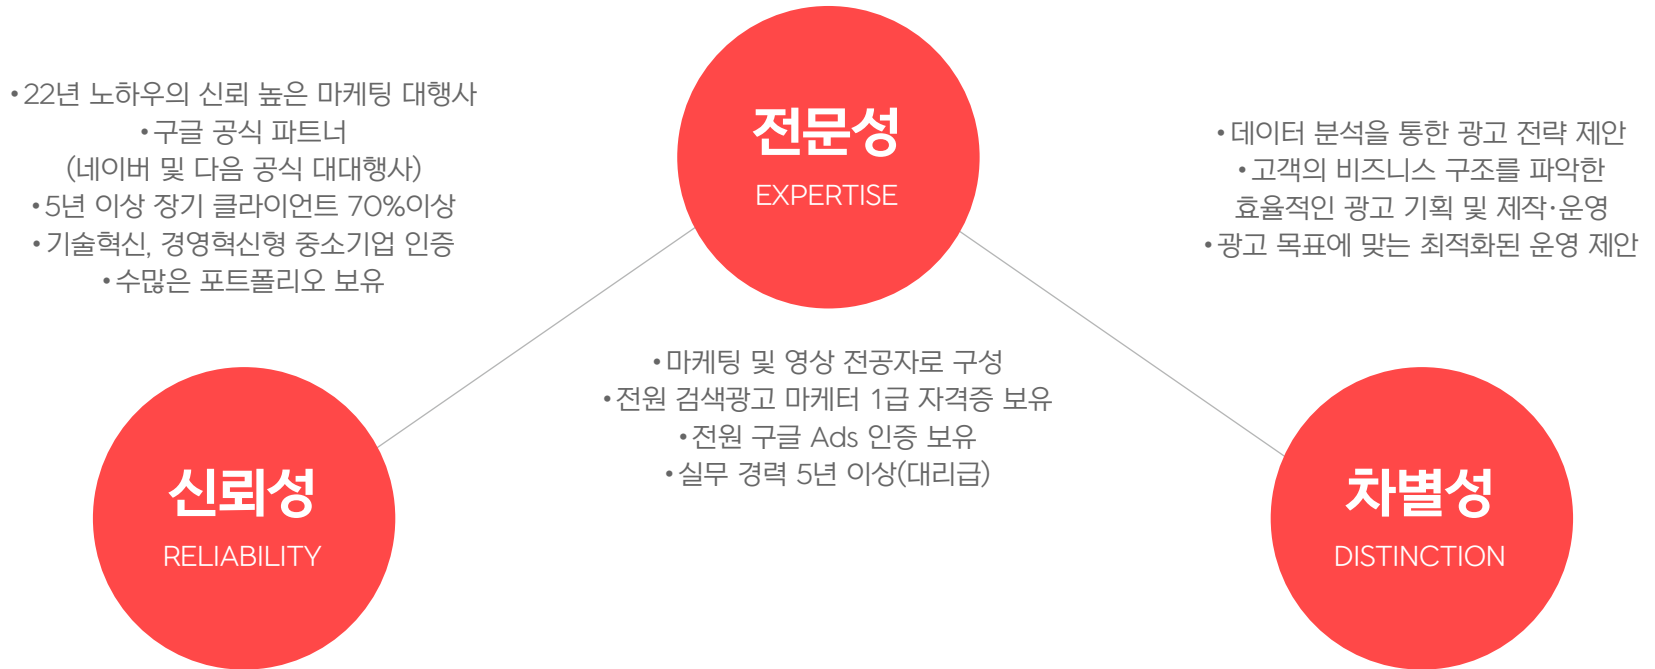 •22년 노하우의 신뢰 높은 마케팅 대행사
•구글 공식 파트너
(네이버 및 다음 공식 대대행사)
•5년 이상 장기 클라이언트 70%이상
•기술혁신, 경영혁신형 중소기업 인증
•수많은 포트폴리오 보유
신뢰성
RELIABILITY
전문성
EXPERTISE
•마케팅 및 영상 전공자로 구성
•전원 검색광고 마케터 1급 자격증 보유
•전원 구글 Ads 인증 보유
•실무 경력 5년 이상(대리급)
•데이터 분석을 통한 광고 전략 제안
•고객의 비즈니스 구조를 파악한
효율적인 광고 기획 및 제작·운영
•광고 목표에 맞는 최적화된 운영 제안
차별성
DISTINCTION